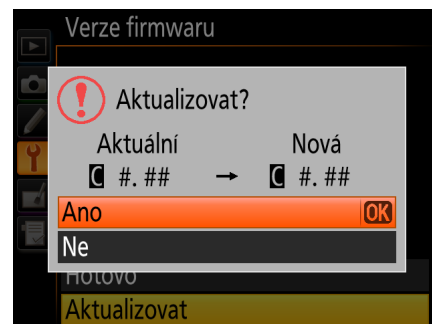 Verze firmwaru
Aktualizovat?
Aktuální Nová
C #.## → C #.##
Ano OK
Ne
Hotovo
Aktualizovat